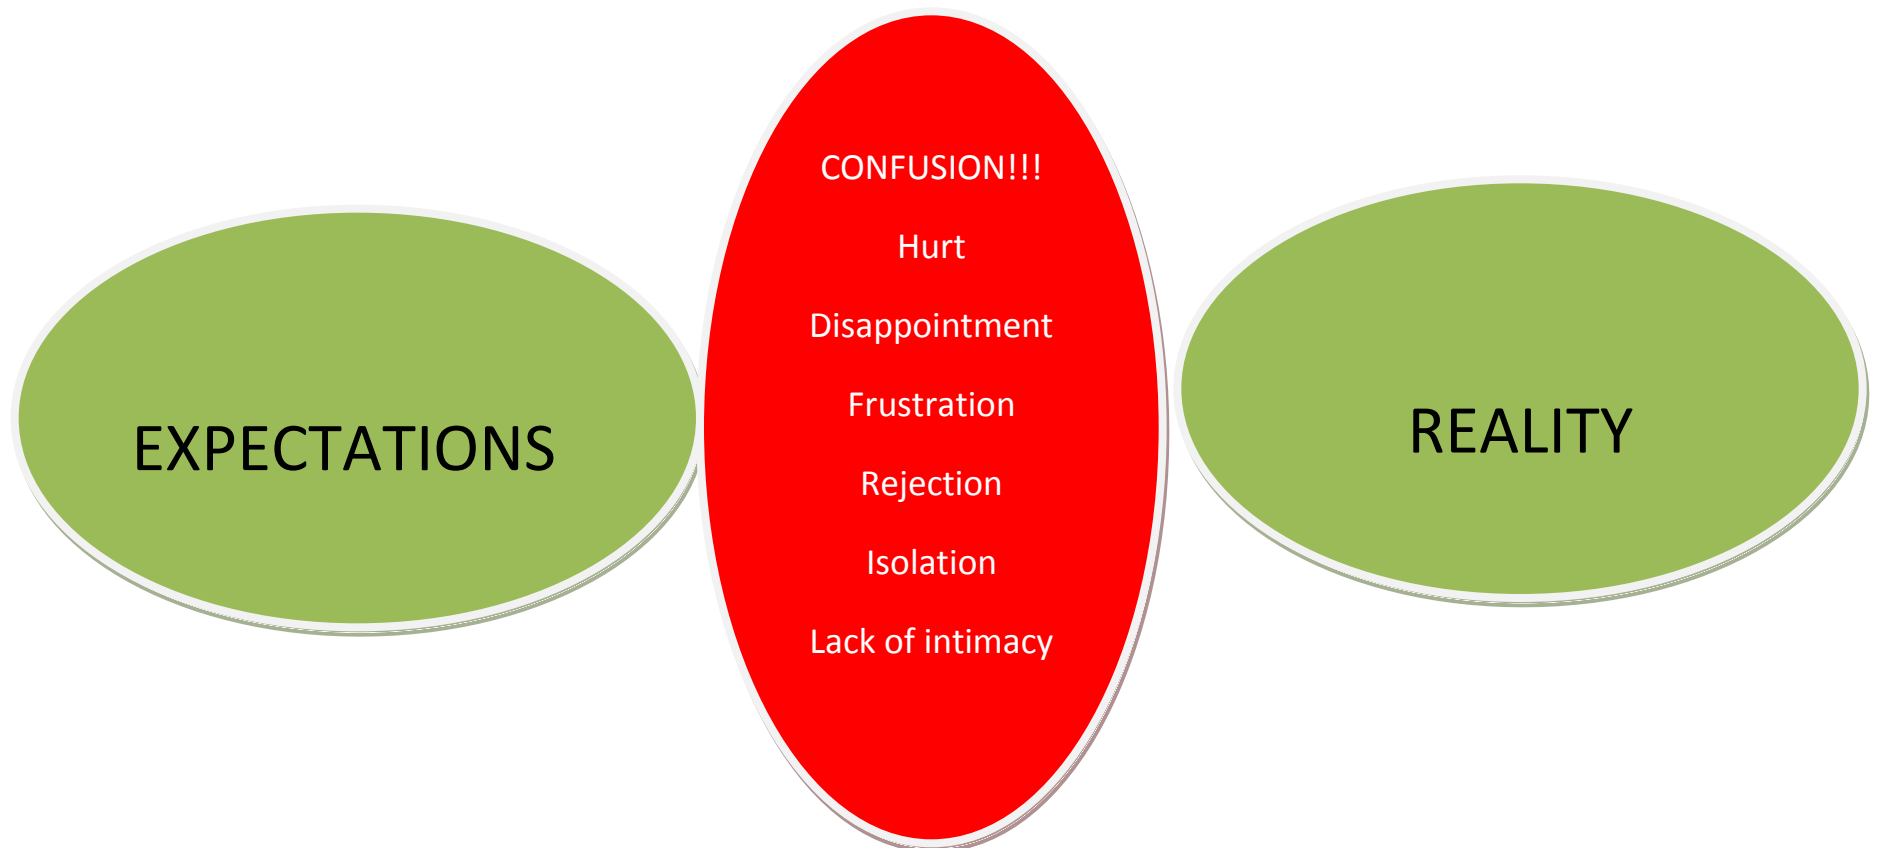 EXPECTATIONS
CONFUSION!!!
Hurt
Disappointment
Frustration
Rejection
Isolation
Lack of intimacy
REALITY